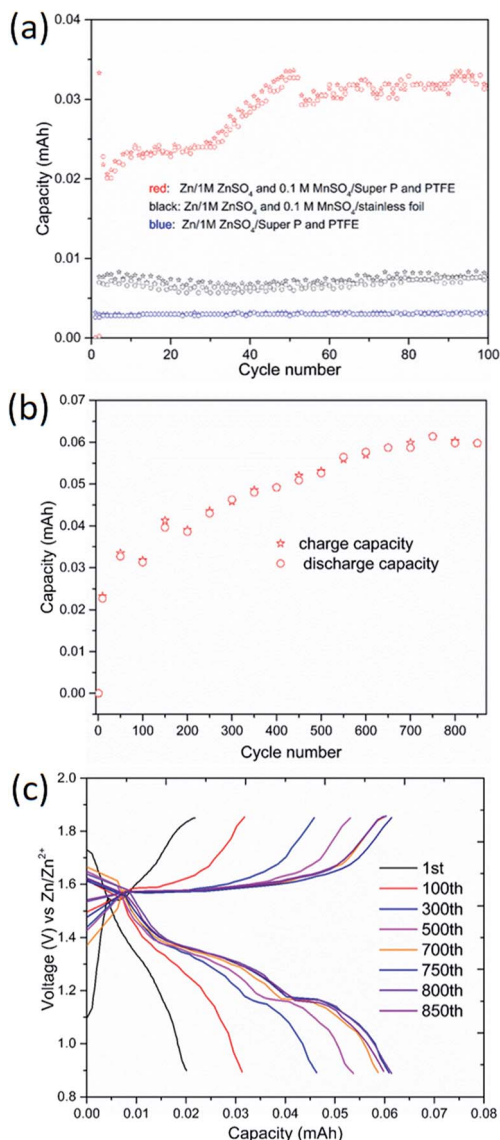 (a)
0.04
0.03
0.02
0.01
0.00
Capacity (mAh)
red: Zn/1M ZnSO₄ and 0.1 M MnSO₄/Super P and PTFE
black: Zn/1M ZnSO₄ and 0.1 M MnSO₄/stainless foil
blue: Zn/1M ZnSO₄/Super P and PTFE
0 20 40 60 80 100
Cycle number
(b)
0.07
0.06
0.05
0.04
0.03
0.02
0.01
0.00
Capacity (mAh)
charge capacity
discharge capacity
0 100 200 300 400 500 600 700 800
Cycle number
(c)
2.0
1.8
1.6
1.4
1.2
1.0
0.8
Voltage (V) vs Zn/Zn²⁺
1st
100th
300th
500th
700th
750th
800th
850th
0.00 0.01 0.02 0.03 0.04 0.05 0.06 0.07 0.08
Capacity (mAh)